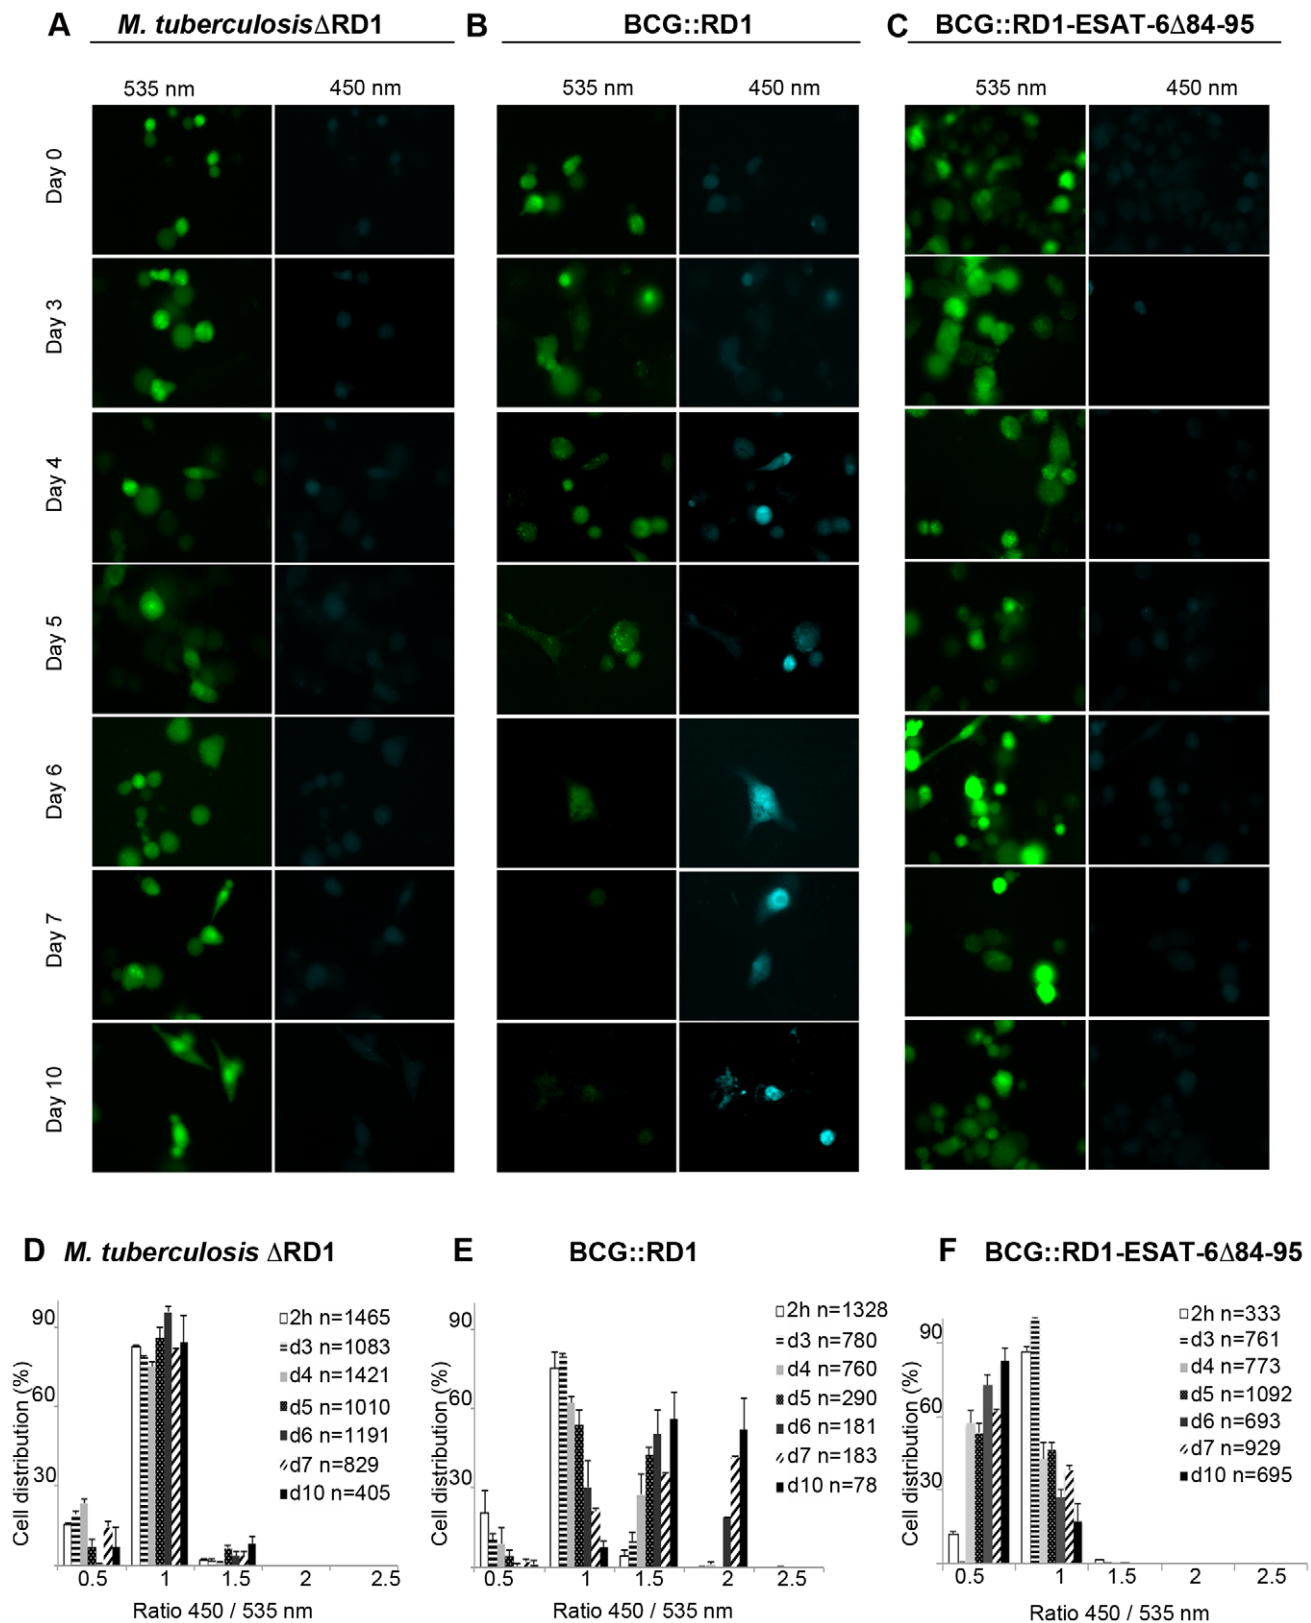 A M. tuberculosisΔRD1 B BCG::RD1 C BCG::RD1-ESAT-6Δ84-95
535 nm 450 nm 535 nm 450 nm 535 nm 450 nm
Day 0
Day 3
Day 4
Day 5
Day 6
Day 7
Day 10
D M. tuberculosis ΔRD1
90
60
30
Cell distribution (%)
2h n=1465
d3 n=1083
d4 n=1421
d5 n=1010
d6 n=1191
d7 n=829
d10 n=405
0.5 1 1.5 2 2.5
Ratio 450 / 535 nm
E BCG::RD1
90
60
30
Cell distribution (%)
2h n=1328
d3 n=780
d4 n=760
d5 n=290
d6 n=181
d7 n=183
d10 n=78
0.5 1 1.5 2 2.5
Ratio 450 / 535 nm
F BCG::RD1-ESAT-6Δ84-95
90
60
30
Cell distribution (%)
2h n=333
d3 n=761
d4 n=773
d5 n=1092
d6 n=693
d7 n=929
d10 n=695
0.5 1 1.5 2 2.5
Ratio 450 / 535 nm